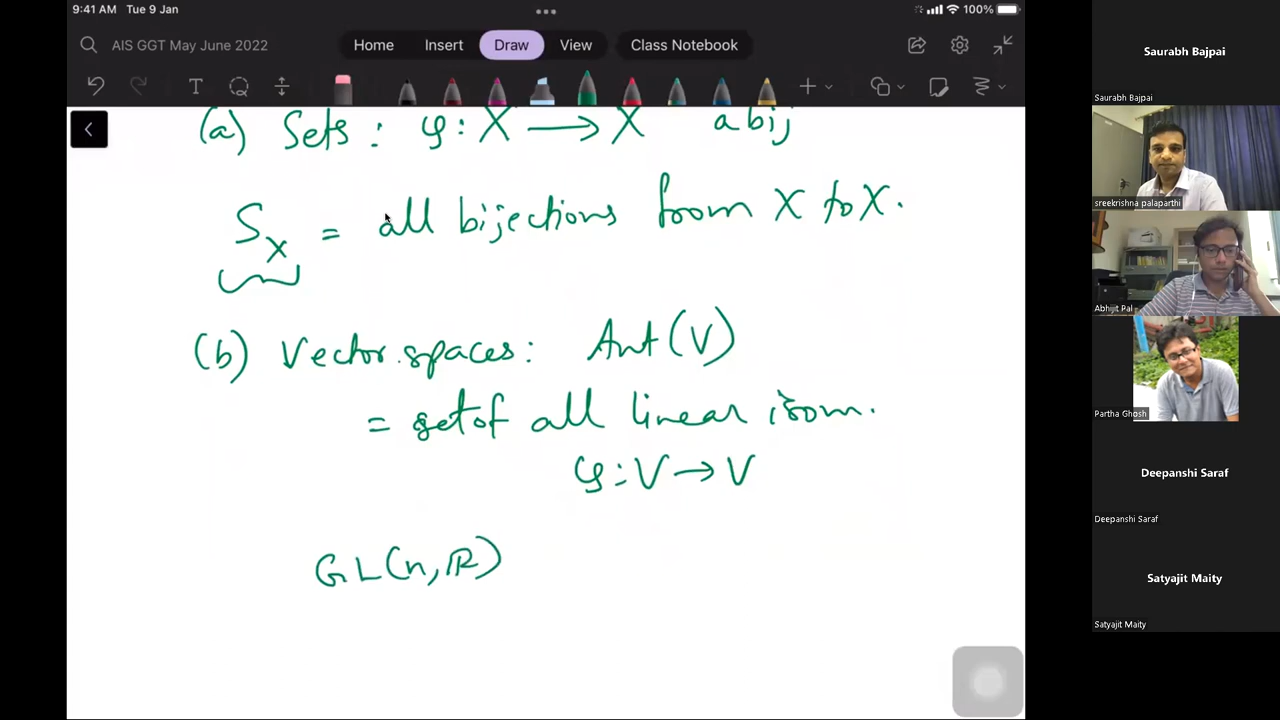 9:41 AM Tue 9 Jan
100%
AIS GGT May June 2022
Home Insert Draw View Class Notebook
T
(a) Sets : φ : X → X a bij
S_X = all bijections from X to X.
(b) Vector spaces : Aut(V)
= set of all linear isom.
φ : V → V
GL(n, ℝ)
Saurabh Bajpai
Saurabh Bajpai
sreekrishna palaparthi
Abhijit Pal
Partha Ghosh
Deepanshi Saraf
Deepanshi Saraf
Satyajit Maity
Satyajit Maity